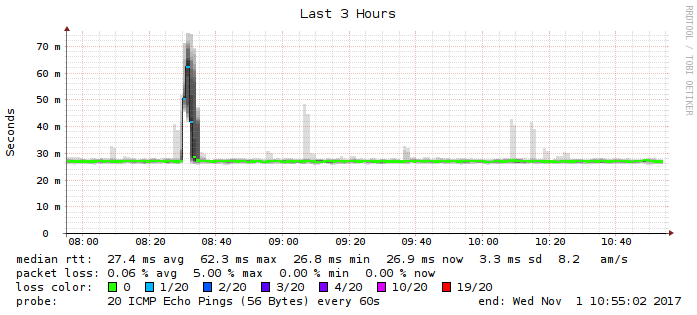 Last 3 Hours
RRDTOOL / TOBI OETIKER
Seconds
70 m
60 m
50 m
40 m
30 m
20 m
10 m
0
08:00 08:20 08:40 09:00 09:20 09:40 10:00 10:20 10:40
median rtt: 27.4 ms avg 62.3 ms max 26.8 ms min 26.9 ms now 3.3 ms sd 8.2 am/s
packet loss: 0.06 % avg 5.00 % max 0.00 % min 0.00 % now
loss color: 0 1/20 2/20 3/20 4/20 10/20 19/20
probe: 20 ICMP Echo Pings (56 Bytes) every 60s end: Wed Nov 1 10:55:02 2017